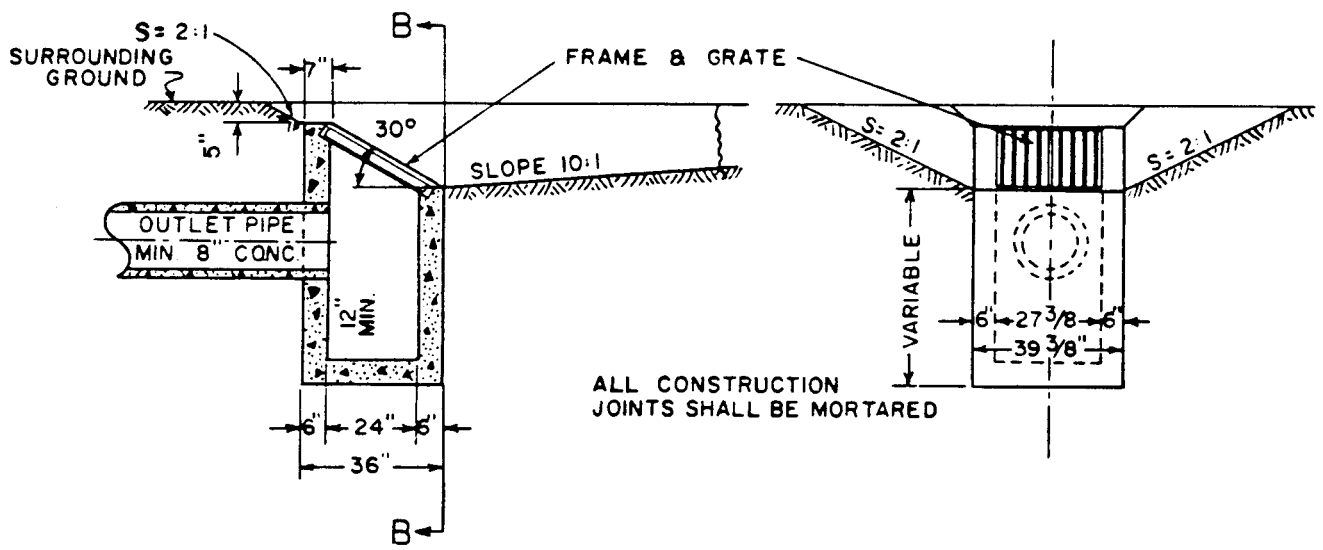 B
S= 2:1
SURROUNDING
GROUND
7"
FRAME & GRATE
5"
30°
SLOPE 10:1
S= 2:1
S= 2:1
OUTLET PIPE
MIN 8" CONC
12"
MIN.
VARIABLE
6" 27 3/8 6"
39 3/8"
ALL CONSTRUCTION
JOINTS SHALL BE MORTARED
6" 24" 6"
36"
B